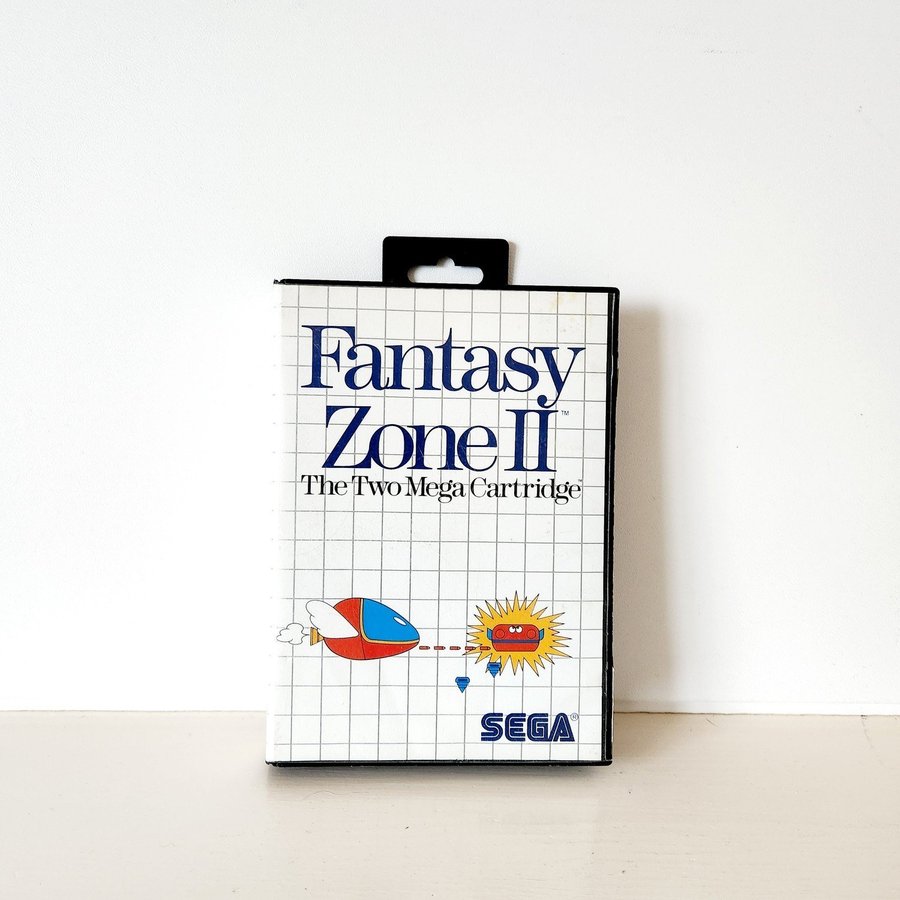 Fantasy
Zone II™
The Two Mega Cartridge™
SEGA®